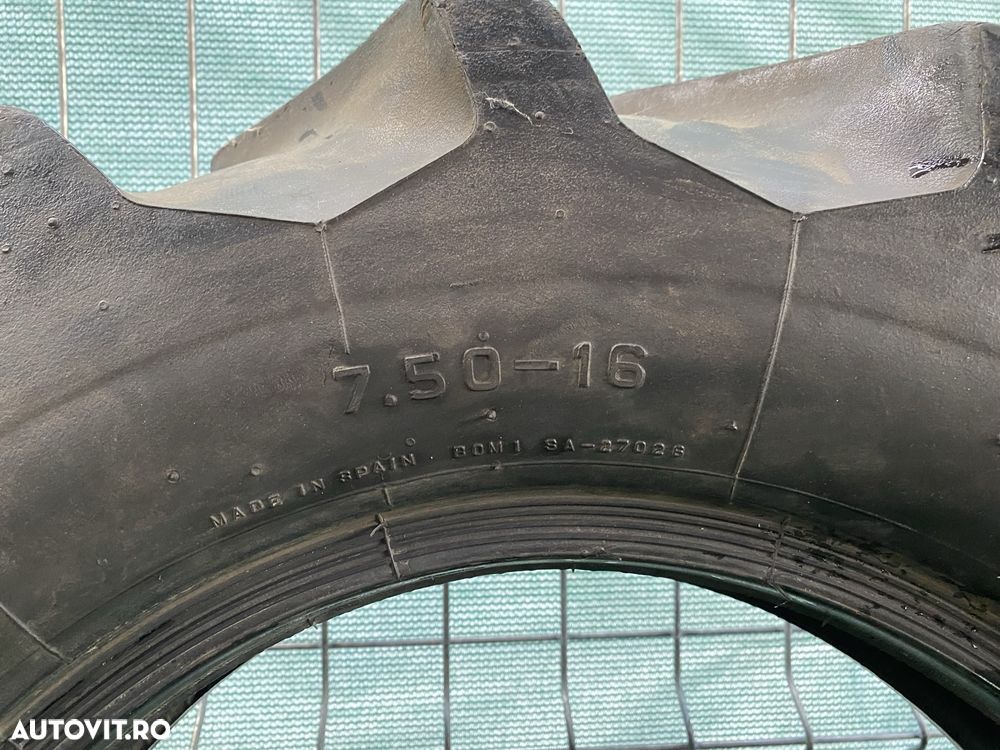 7.50-16
MADE IN SPAIN BOM1 SA-27026
AUTOVIT.RO